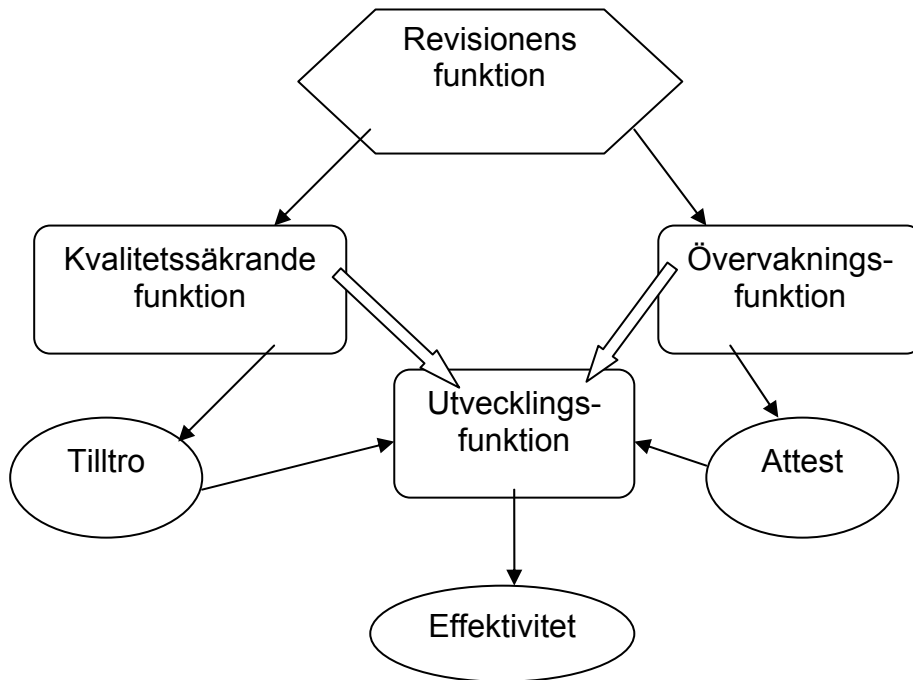 Revisionens
funktion
Kvalitetssäkrande
funktion
Övervaknings-
funktion
Utvecklings-
funktion
Tilltro
Attest
Effektivitet